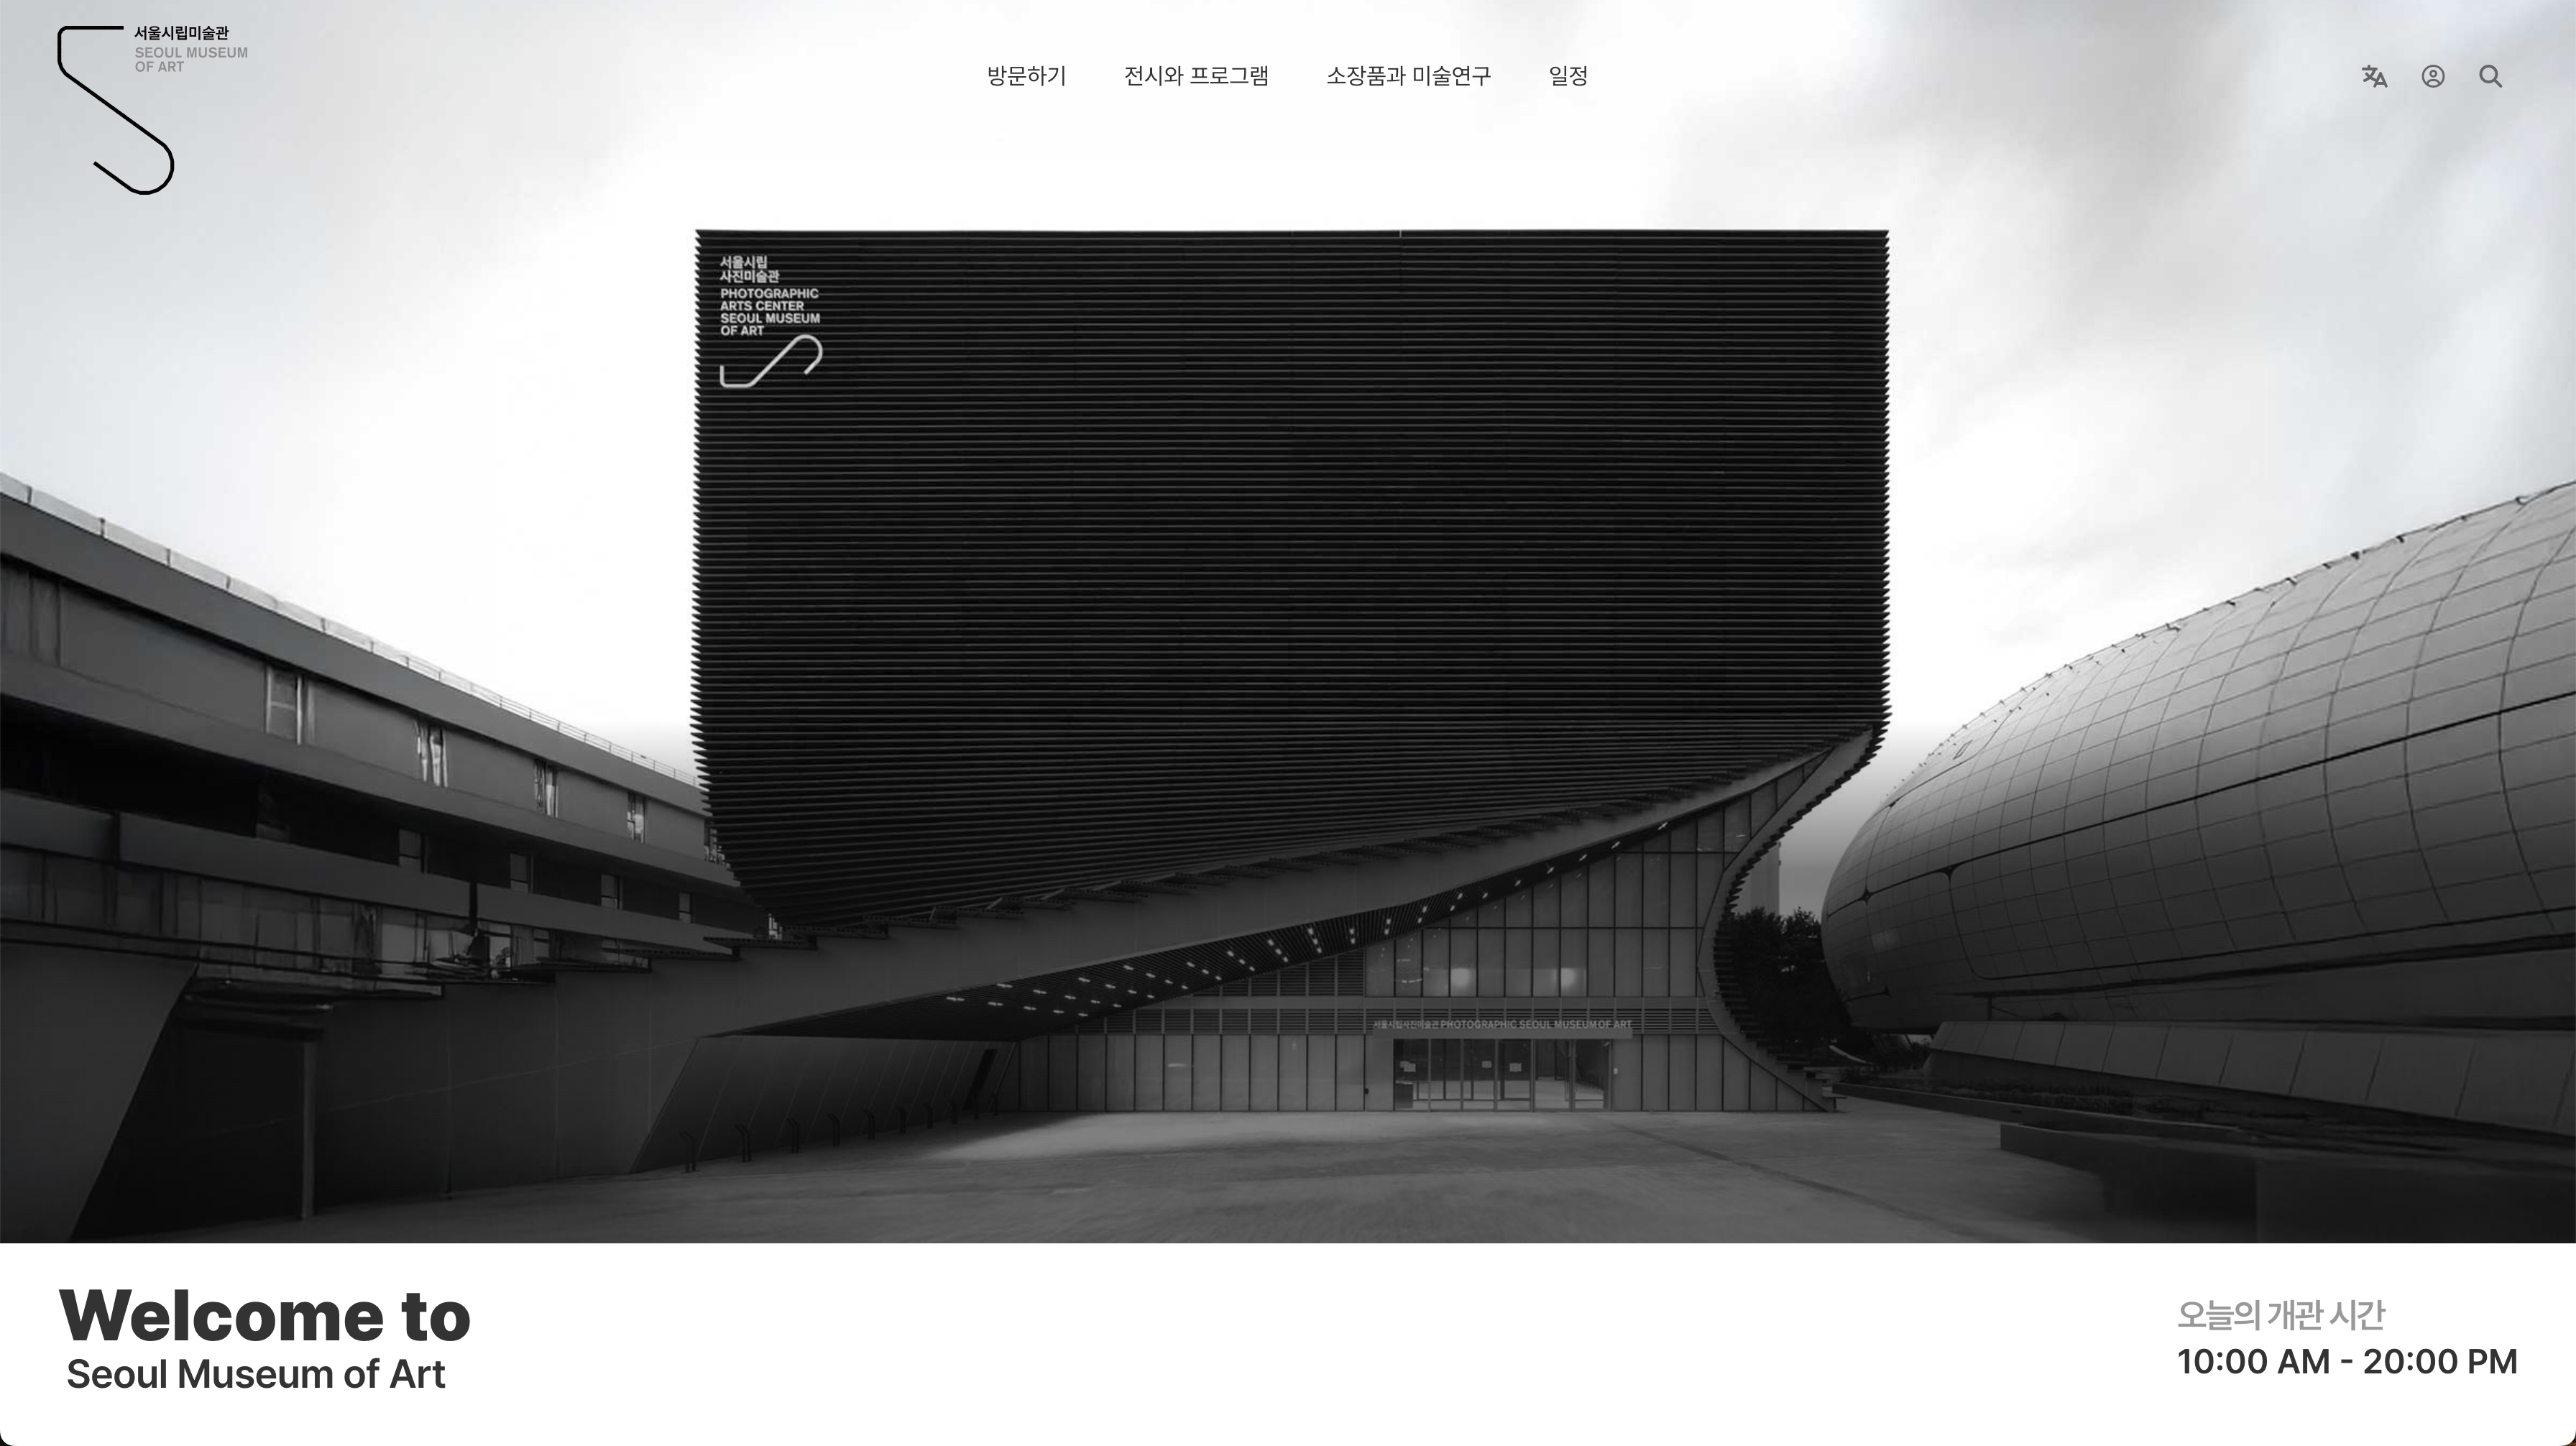 서울시립미술관
SEOUL MUSEUM
OF ART
방문하기 전시와 프로그램 소장품과 미술연구 일정
서울시립
사진미술관
PHOTOGRAPHIC
ARTS CENTER
SEOUL MUSEUM
OF ART
서울시립사진미술관 PHOTOGRAPHIC SEOUL MUSEUM OF ART
Welcome to
Seoul Museum of Art
오늘의 개관 시간
10:00 AM - 20:00 PM